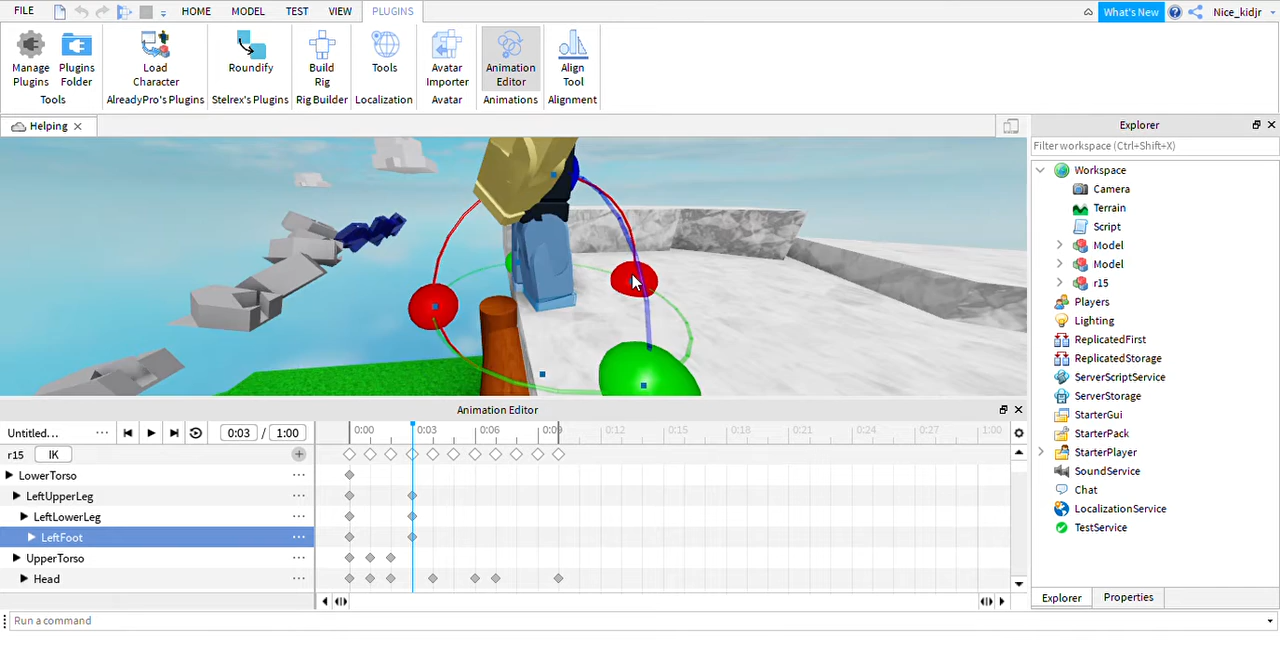 FILE HOME MODEL TEST VIEW PLUGINS What's New Nice_kidjr
Manage Plugins
Plugins Folder
Load Character
Roundify
Build Rig
Tools
Avatar Importer
Animation Editor
Align Tool
Tools AlreadyPro's Plugins Stelrex's Plugins Rig Builder Localization Avatar Animations Alignment
Helping
Explorer
Filter workspace (Ctrl+Shift+X)
Workspace
Camera
Terrain
Script
Model
Model
r15
Players
Lighting
ReplicatedFirst
ReplicatedStorage
ServerScriptService
ServerStorage
StarterGui
StarterPack
StarterPlayer
SoundService
Chat
LocalizationService
TestService
Explorer Properties
Animation Editor
Untitled... ... 0:03 / 1:00 0:00 0:03 0:06 0:09 0:12 0:15 0:18 0:21 0:24 0:27 1:00
r15 IK
LowerTorso ...
LeftUpperLeg ...
LeftLowerLeg ...
LeftFoot ...
UpperTorso ...
Head ...
Run a command